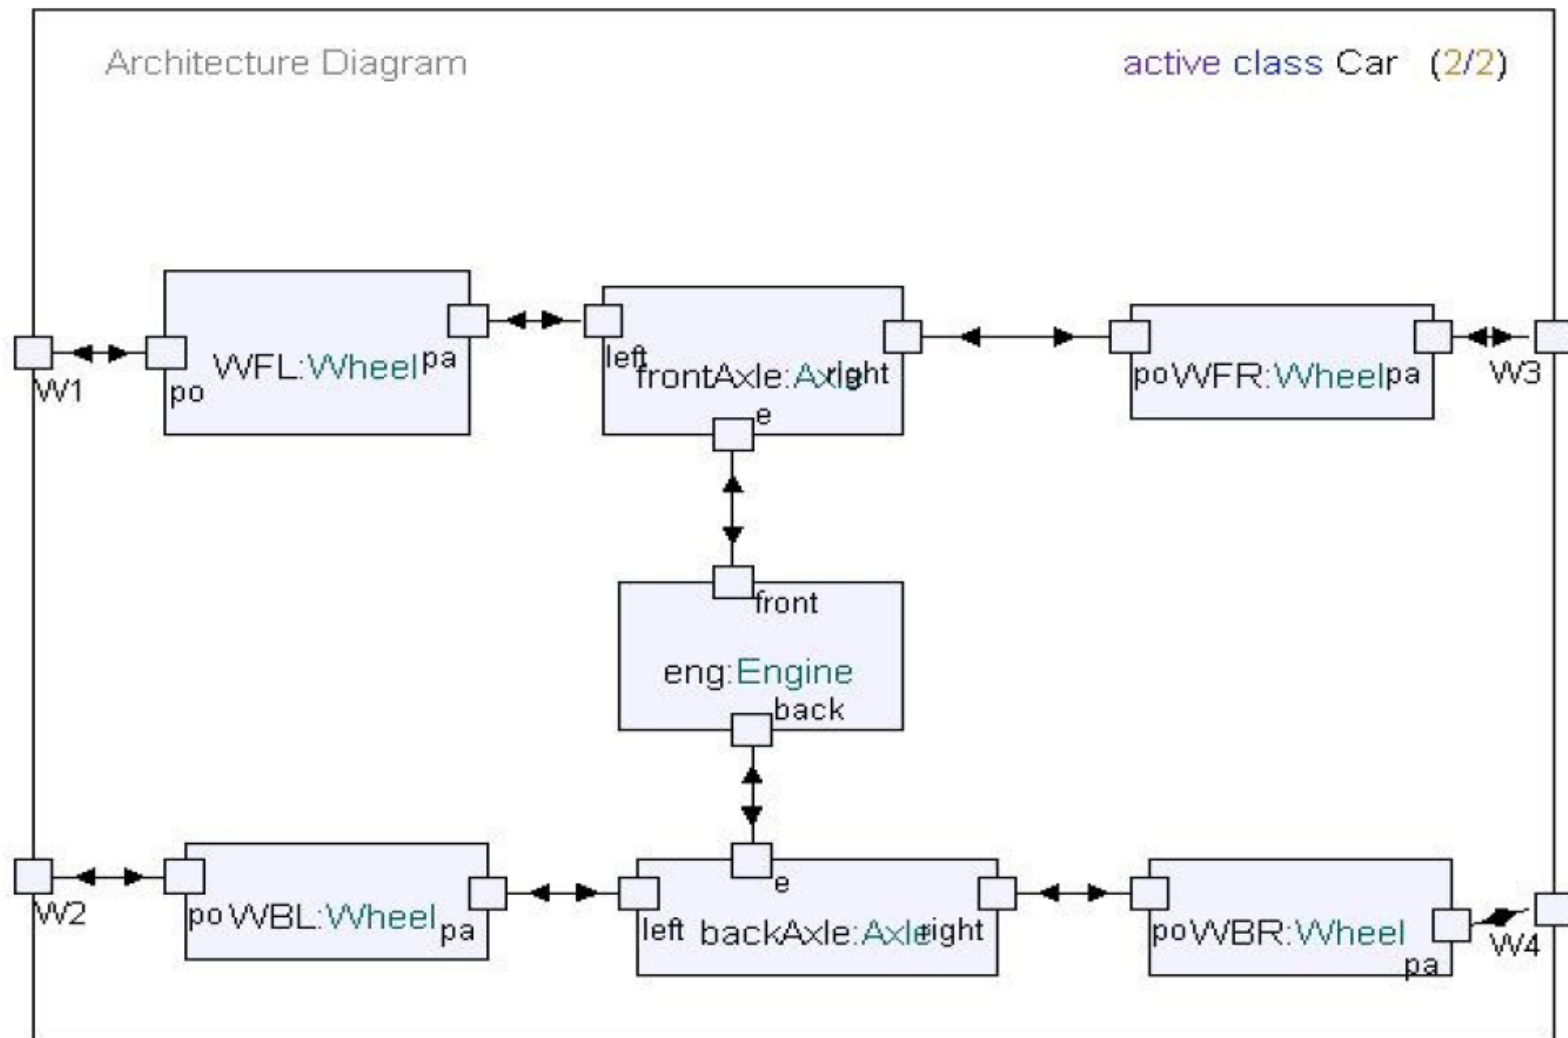 Architecture Diagram
active class Car (2/2)
W1
po
WFL:Wheel
pa
left
frontAxle:Axle
right
e
po
WFR:Wheel
pa
W3
front
eng:Engine
back
W2
po
WBL:Wheel
pa
e
left
backAxle:Axle
right
po
WBR:Wheel
pa
W4